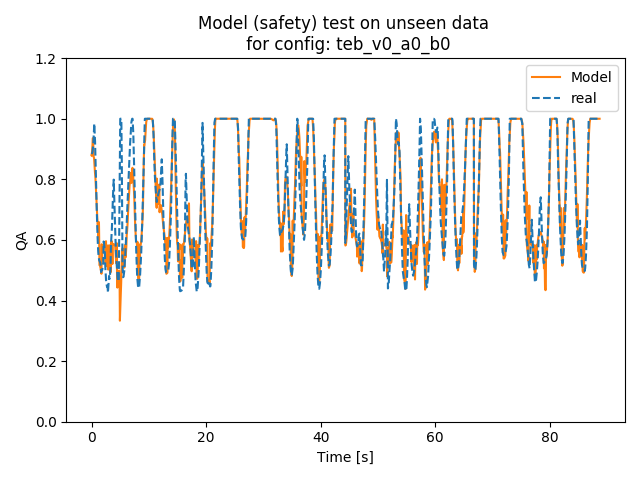 Model (safety) test on unseen data
for config: teb_v0_a0_b0
Model
real
QA
1.2
1.0
0.8
0.6
0.4
0.2
0.0
0 20 40 60 80
Time [s]